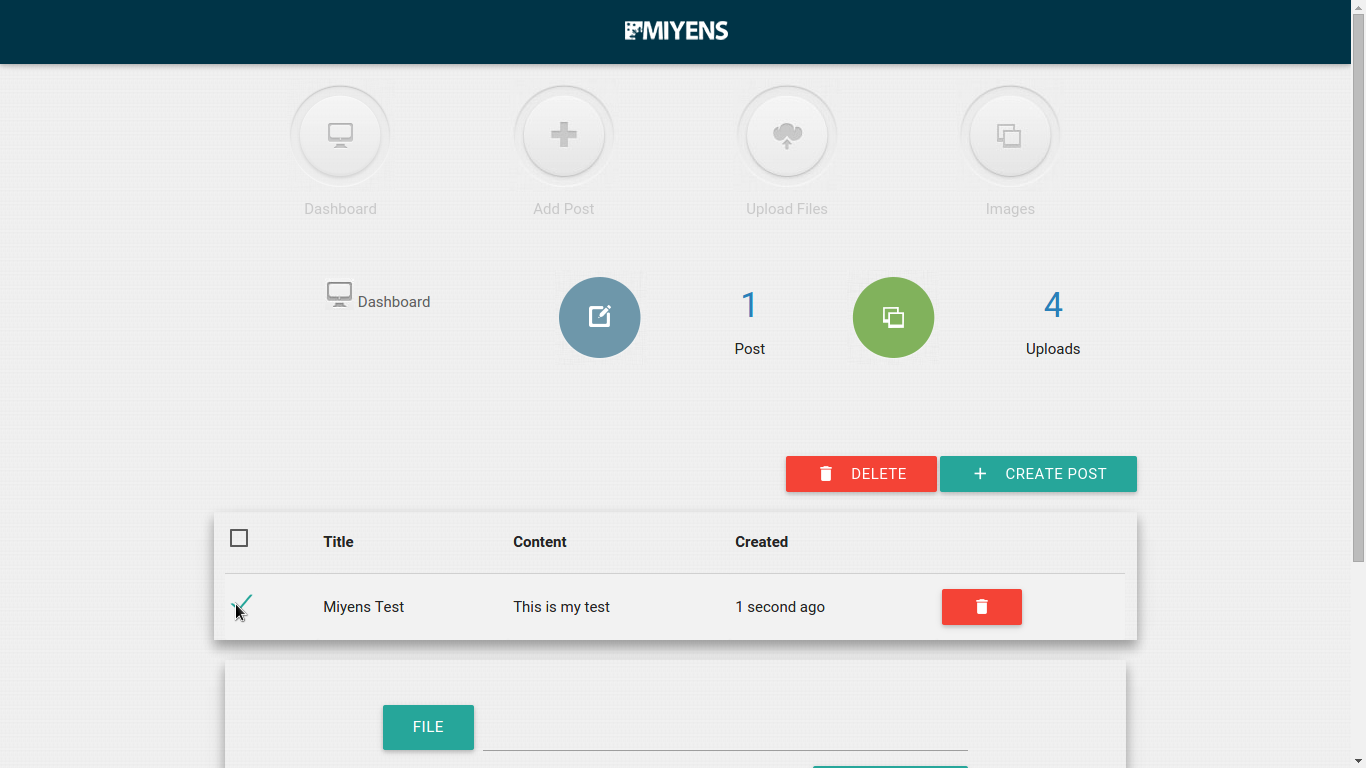 MIYENS
Dashboard Add Post Upload Files Images
Dashboard 1 4
Post Uploads
DELETE CREATE POST
Title Content Created
Miyens Test This is my test 1 second ago
FILE